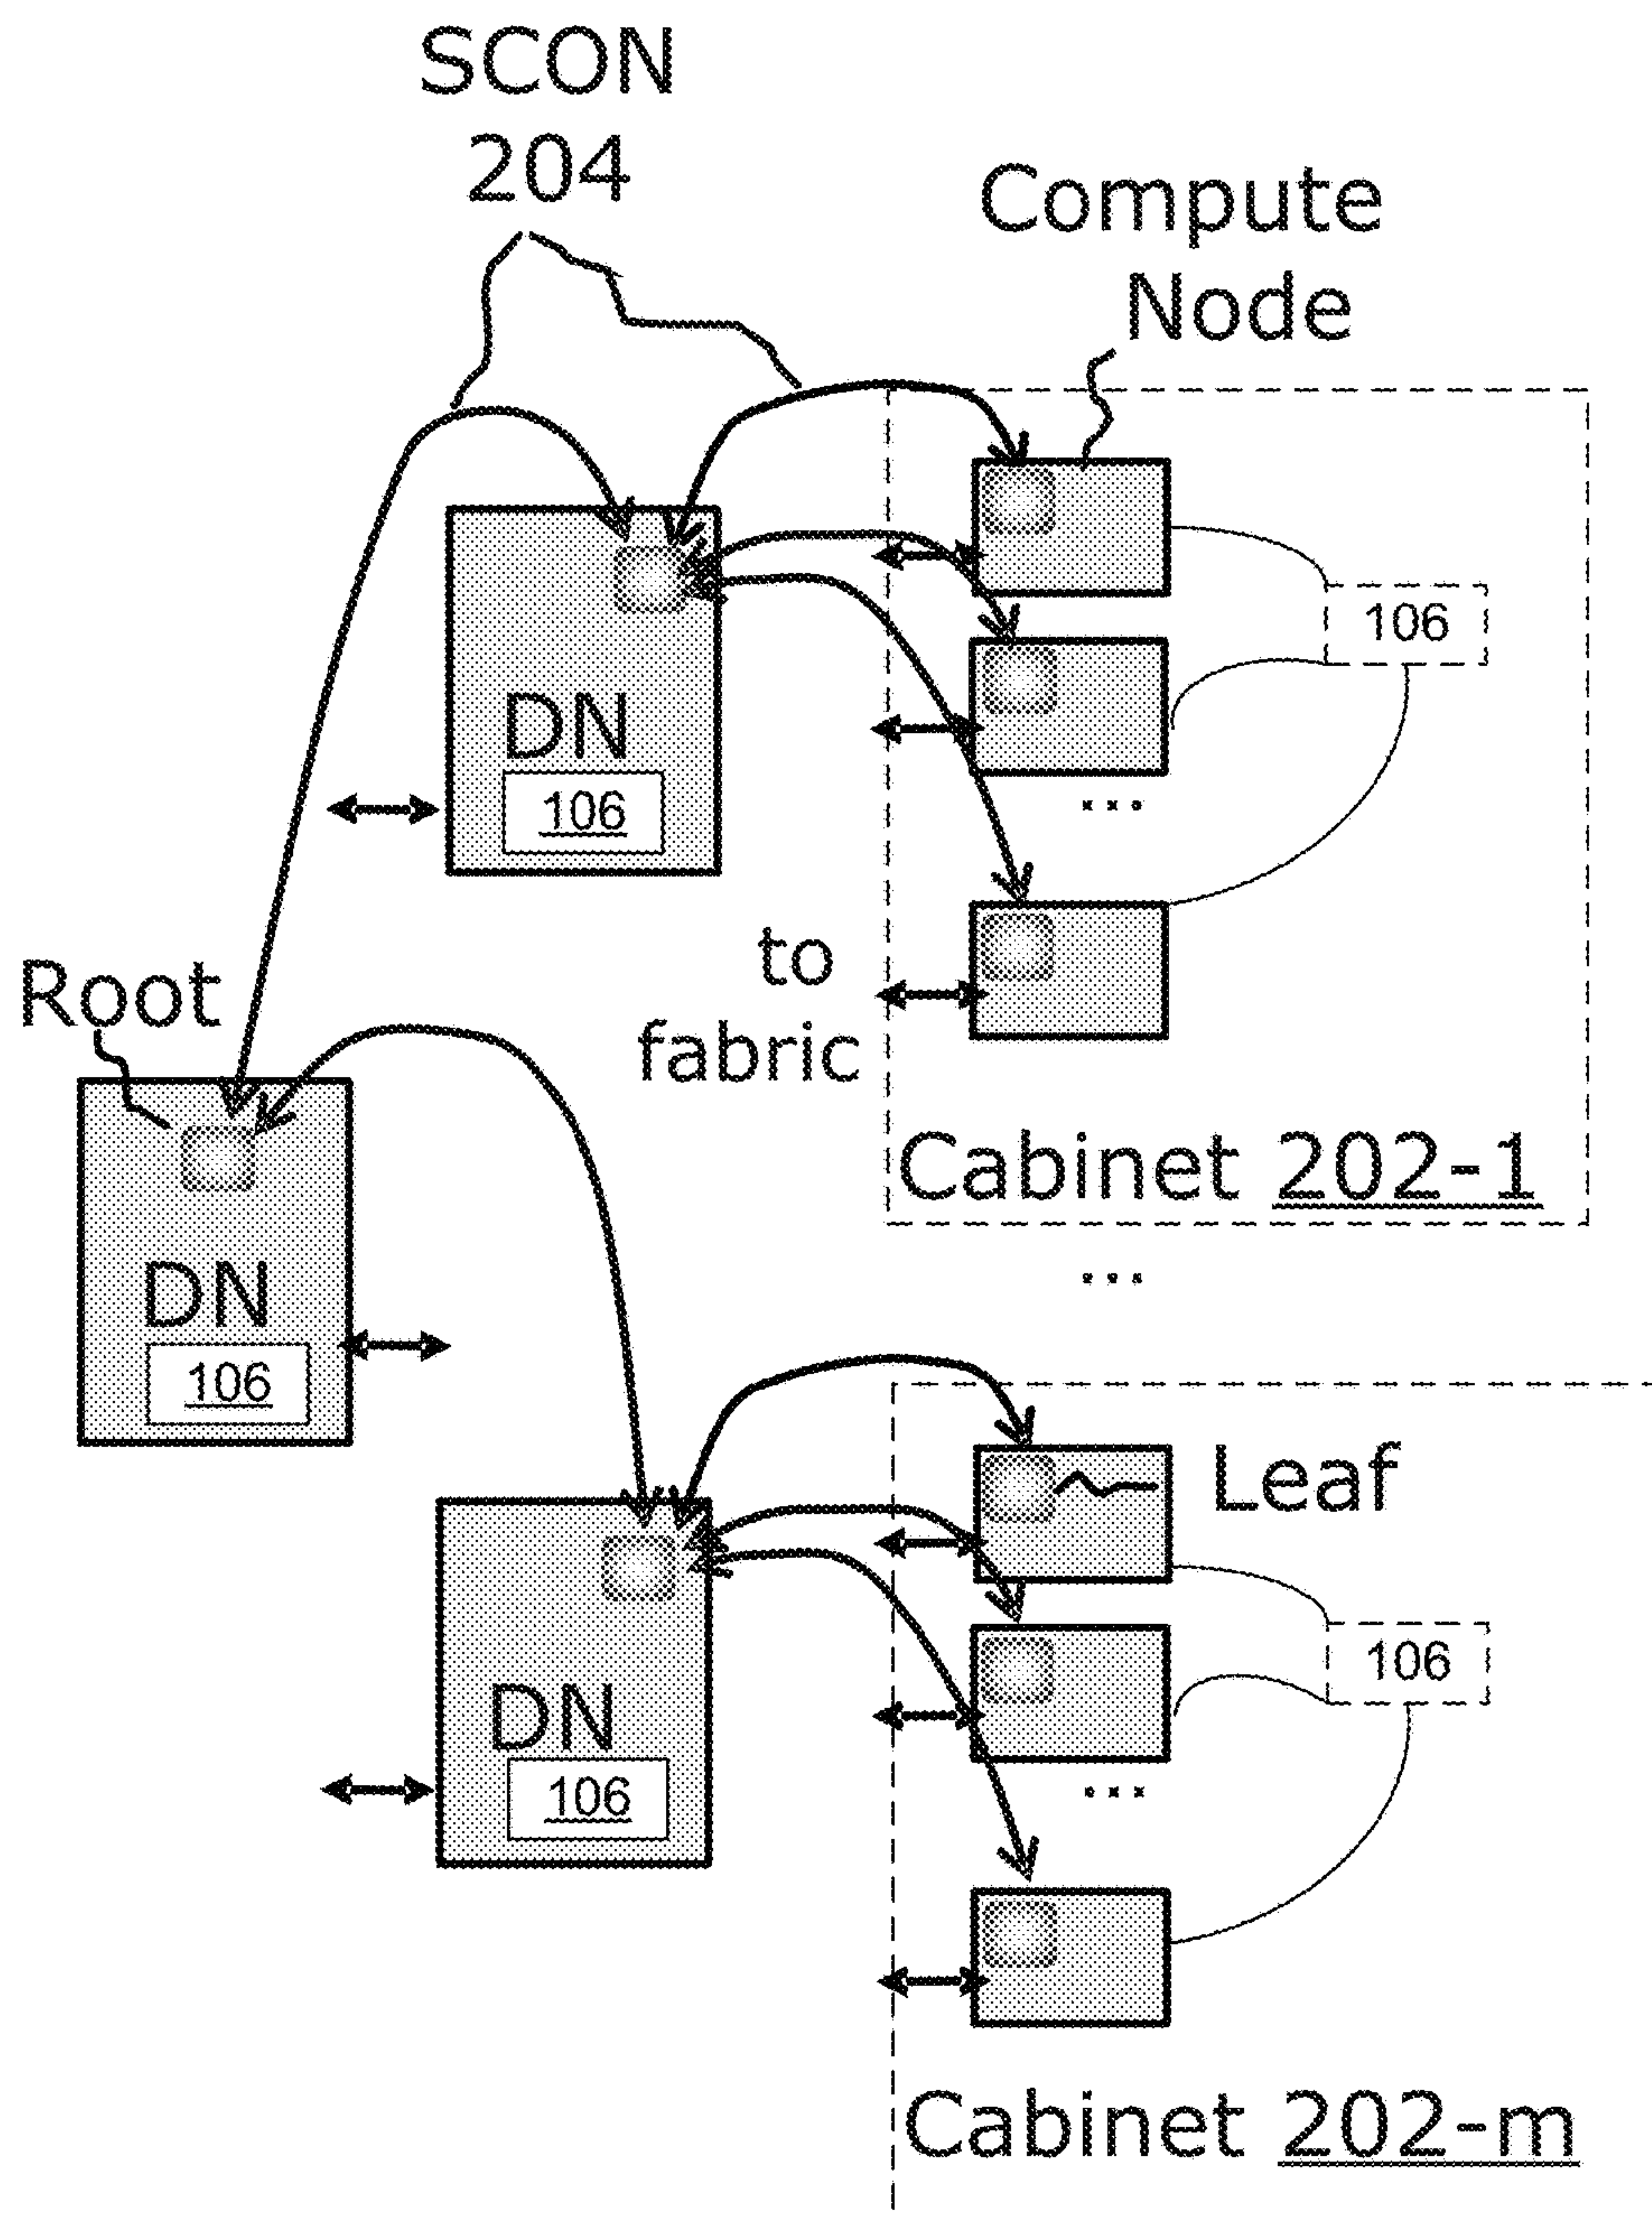 SCON
204
Compute
Node
106
DN
106
to
fabric
Root
Cabinet 202-1
...
DN
106
...
Leaf
106
DN
106
...
Cabinet 202-m